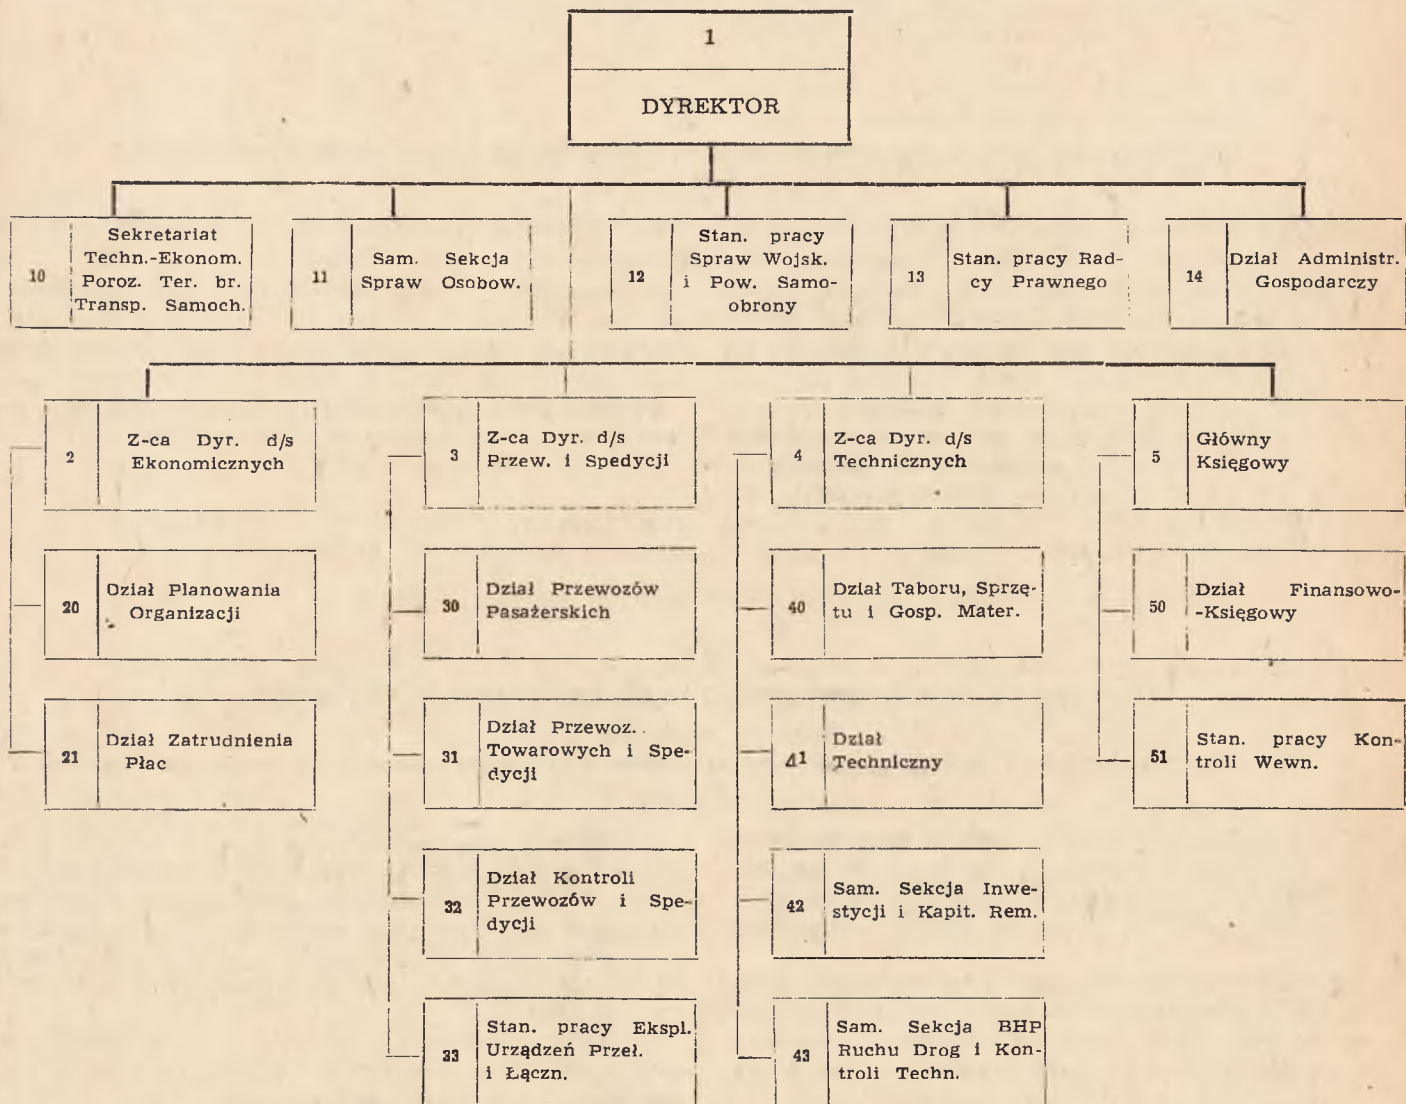 1
DYREKTOR
10
Sekretariat
Techn.-Ekonom.
Poroz. Ter. br.
Transp. Samoch.
11
Sam. Sekcja
Spraw Osobow.
12
Stan. pracy
Spraw Wojsk.
i Pow. Samo-
obrony
13
Stan. pracy Rad-
cy Prawnego
14
Dział Administr.
Gospodarczy
2
Z-ca Dyr. d/s
Ekonomicznych
3
Z-ca Dyr. d/s
Przew. i Spedycji
4
Z-ca Dyr. d/s
Technicznych
5
Główny
Księgowy
20
Dział Planowania
Organizacji
30
Dział Przewozów
Pasażerskich
40
Dział Taboru, Sprzę-
tu i Gosp. Mater.
50
Dział Finansowo-
-Księgowy
21
Dział Zatrudnienia
Płac
31
Dział Przewoz.
Towarowych i Spe-
dycji
41
Dział
Techniczny
51
Stan. pracy Kon-
troli Wewn.
32
Dział Kontroli
Przewozów i Spe-
dycji
42
Sam. Sekcja Inwe-
stycji i Kapit. Rem.
33
Stan. pracy Ekspl.
Urządzeń Przeł.
i Łączn.
43
Sam. Sekcja BHP
Ruchu Drog i Kon-
troli Techn.